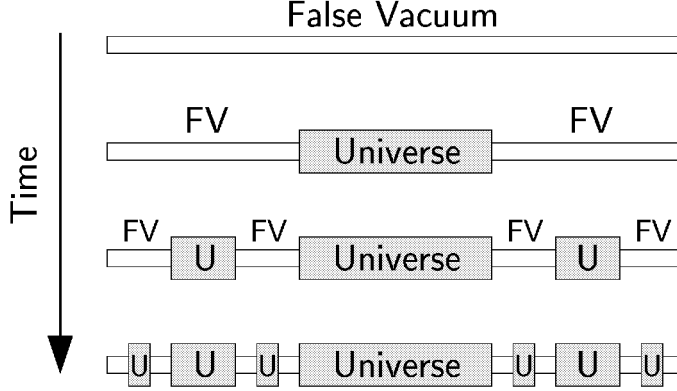 False Vacuum
FV FV
Universe
FV FV FV FV
U Universe U
U U U Universe U U U
Time